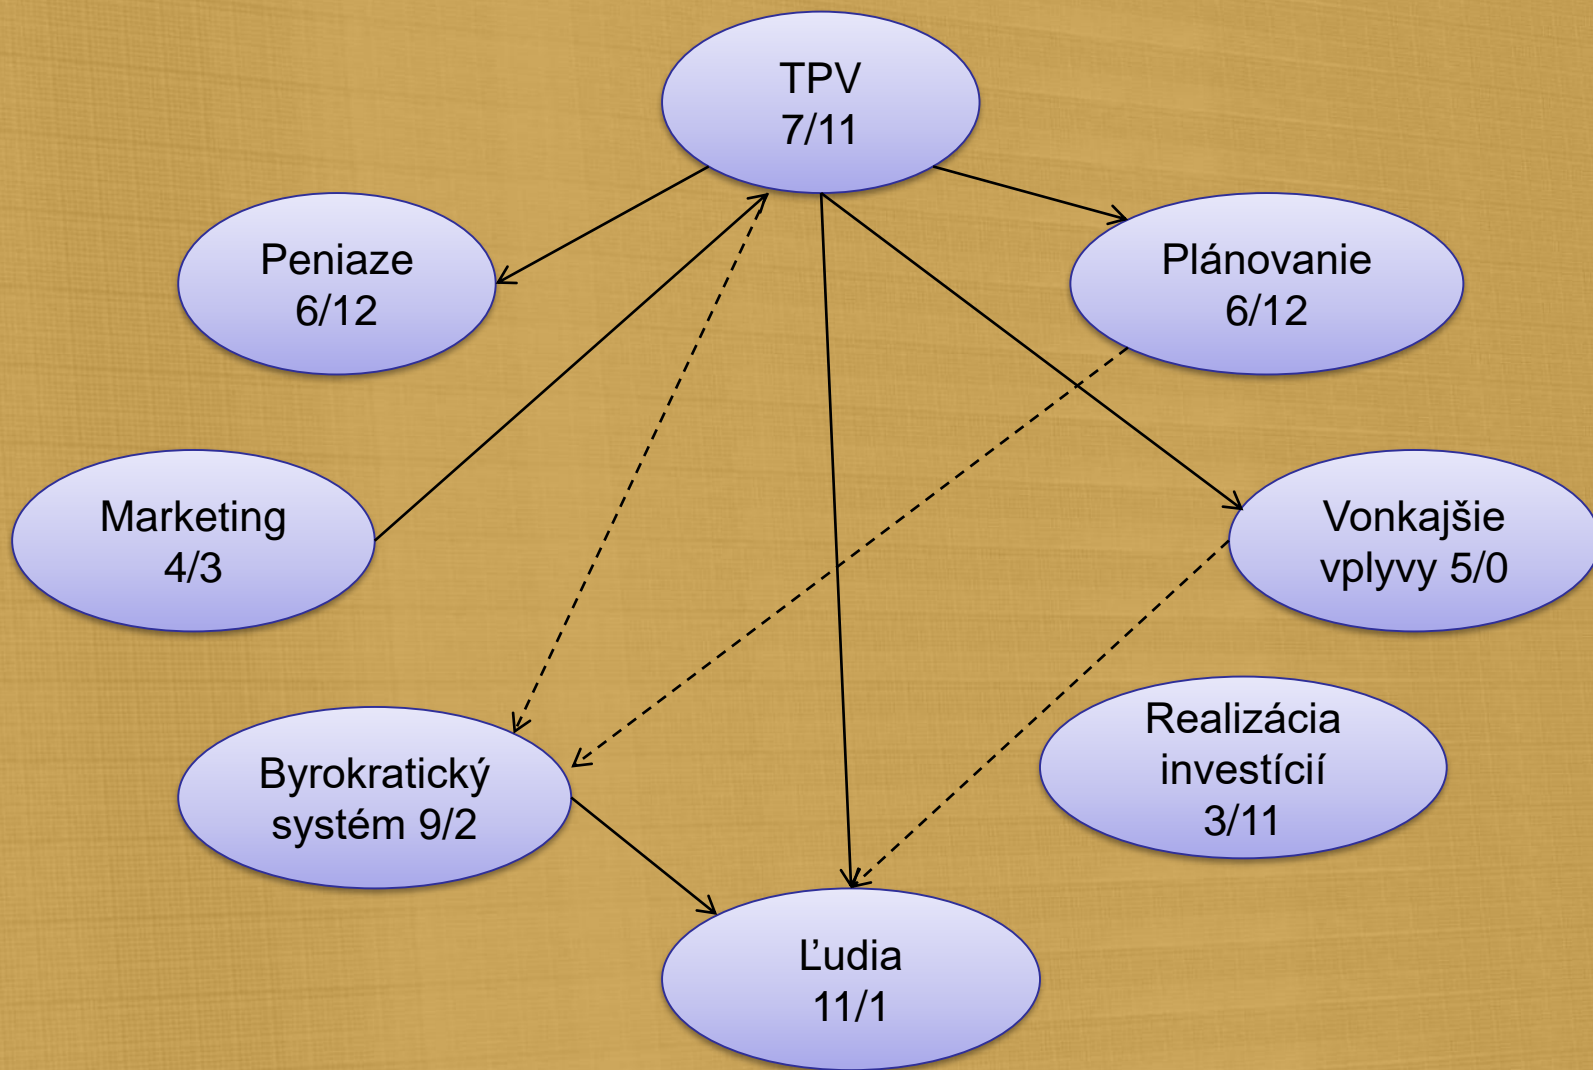 TPV
7/11
Peniaze
6/12
Plánovanie
6/12
Marketing
4/3
Vonkajšie
vplyvy 5/0
Byrokratický
systém 9/2
Realizácia
investícií
3/11
Ľudia
11/1